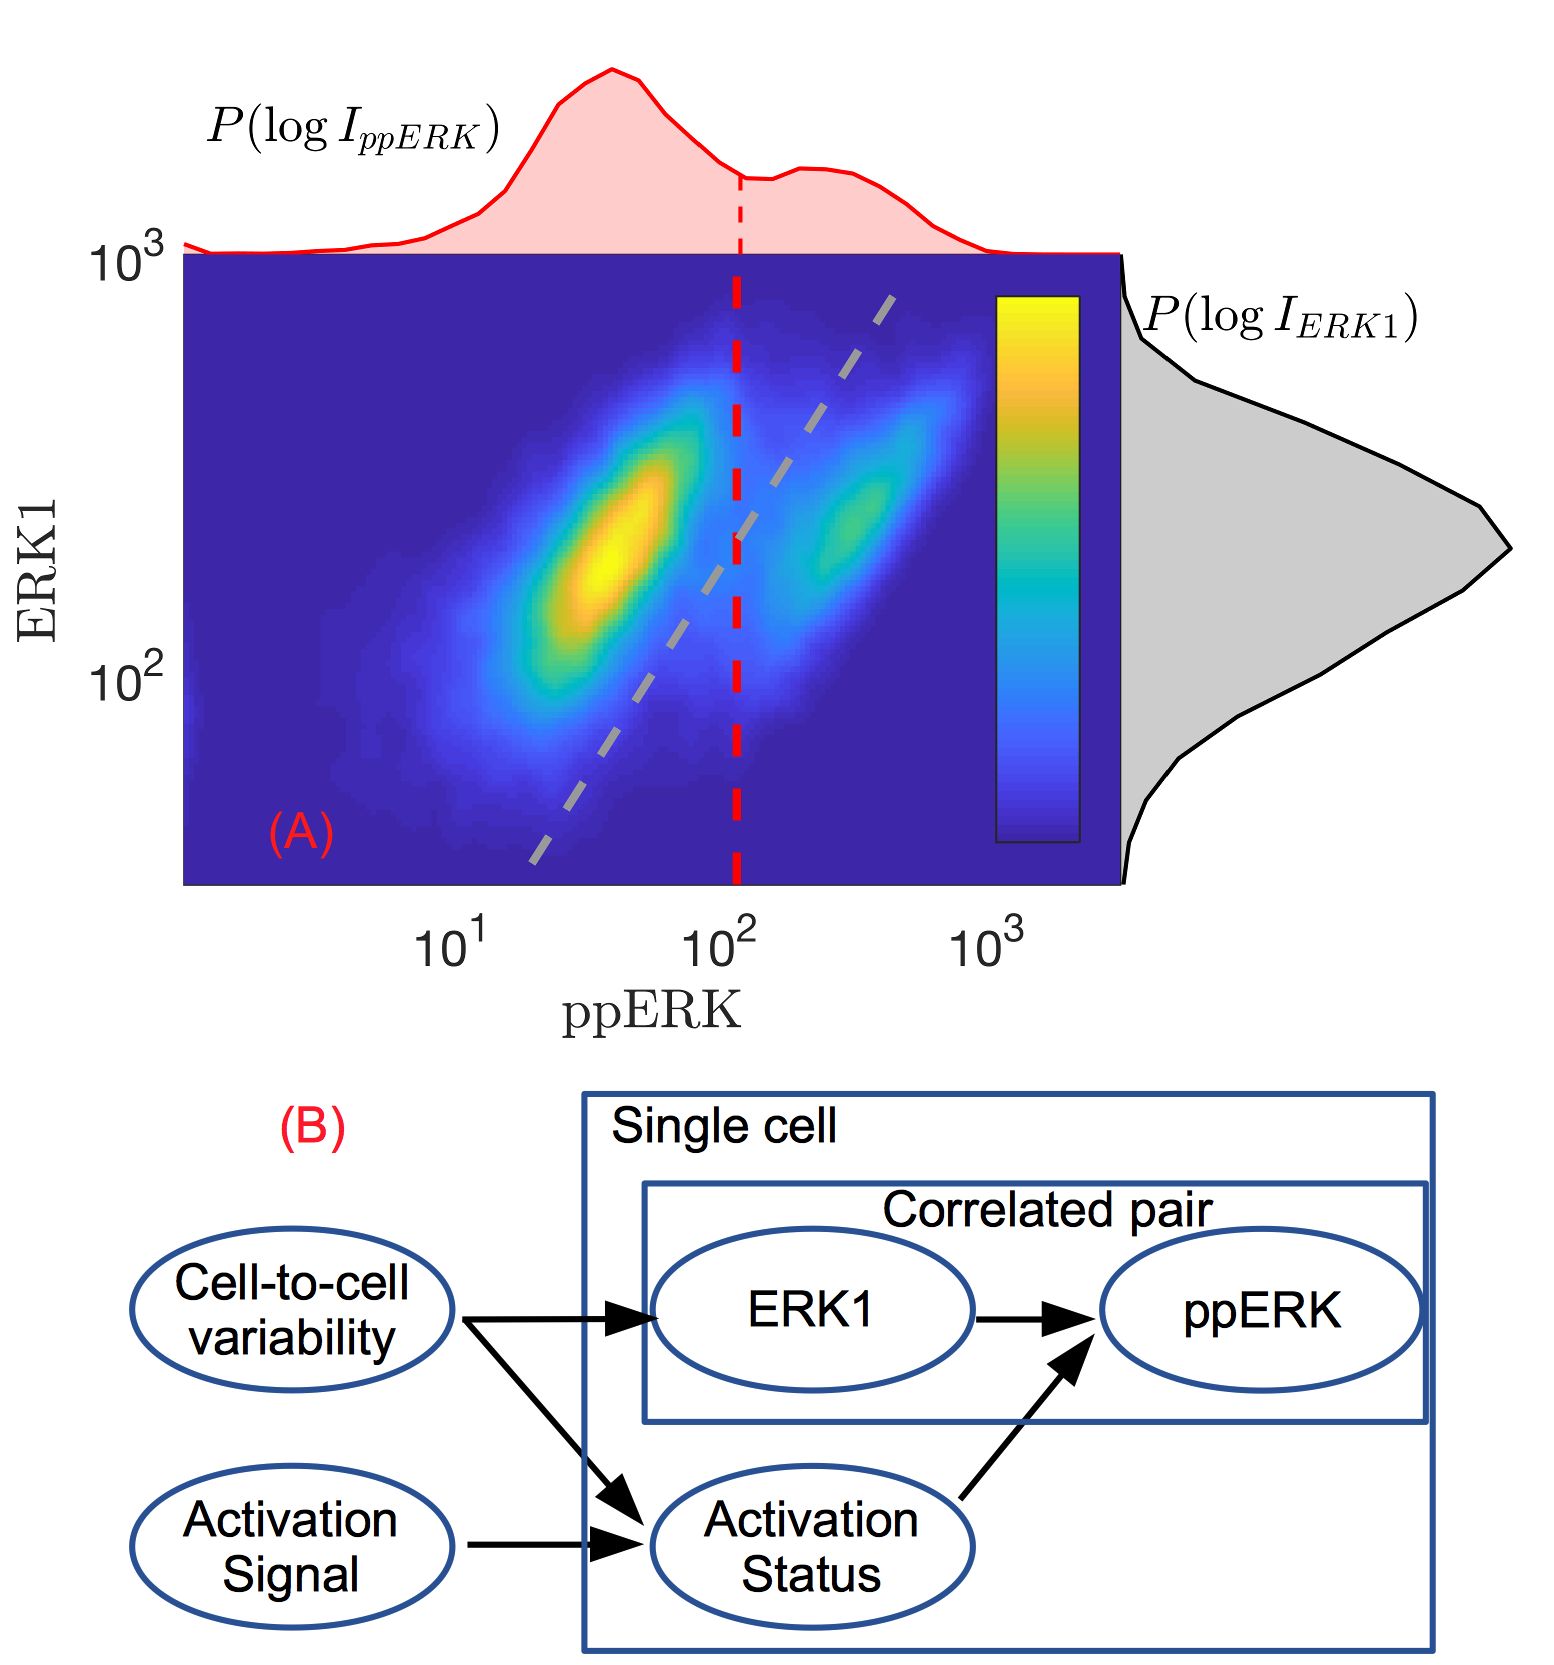 P(log I_{ppERK})
10^3
P(log I_{ERK1})
ERK1
10^2
(A)
10^1 10^2 10^3
ppERK
(B)
Single cell
Correlated pair
Cell-to-cell
variability
ERK1
ppERK
Activation
Signal
Activation
Status